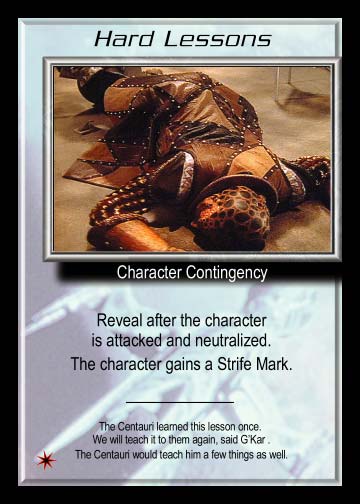 Hard Lessons
Character Contingency
Reveal after the character
is attacked and neutralized.
The character gains a Strife Mark.
The Centauri learned this lesson once.
We will teach it to them again, said G'Kar .
The Centauri would teach him a few things as well.